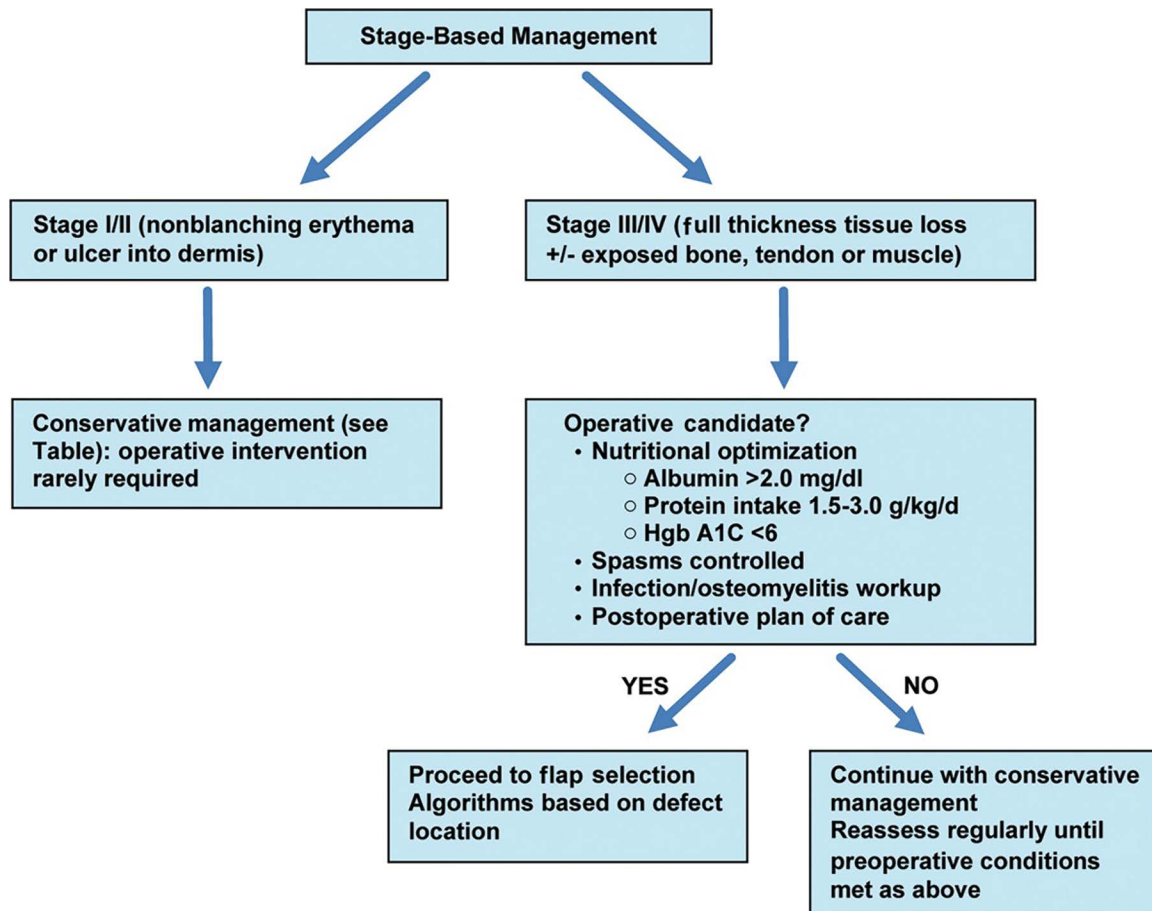 Stage-Based Management
Stage I/II (nonblanching erythema
or ulcer into dermis)
Stage III/IV (full thickness tissue loss
+/- exposed bone, tendon or muscle)
Conservative management (see
Table): operative intervention
rarely required
Operative candidate?
• Nutritional optimization
○ Albumin >2.0 mg/dl
○ Protein intake 1.5-3.0 g/kg/d
○ Hgb A1C <6
• Spasms controlled
• Infection/osteomyelitis workup
• Postoperative plan of care
YES
NO
Proceed to flap selection
Algorithms based on defect
location
Continue with conservative
management
Reassess regularly until
preoperative conditions
met as above